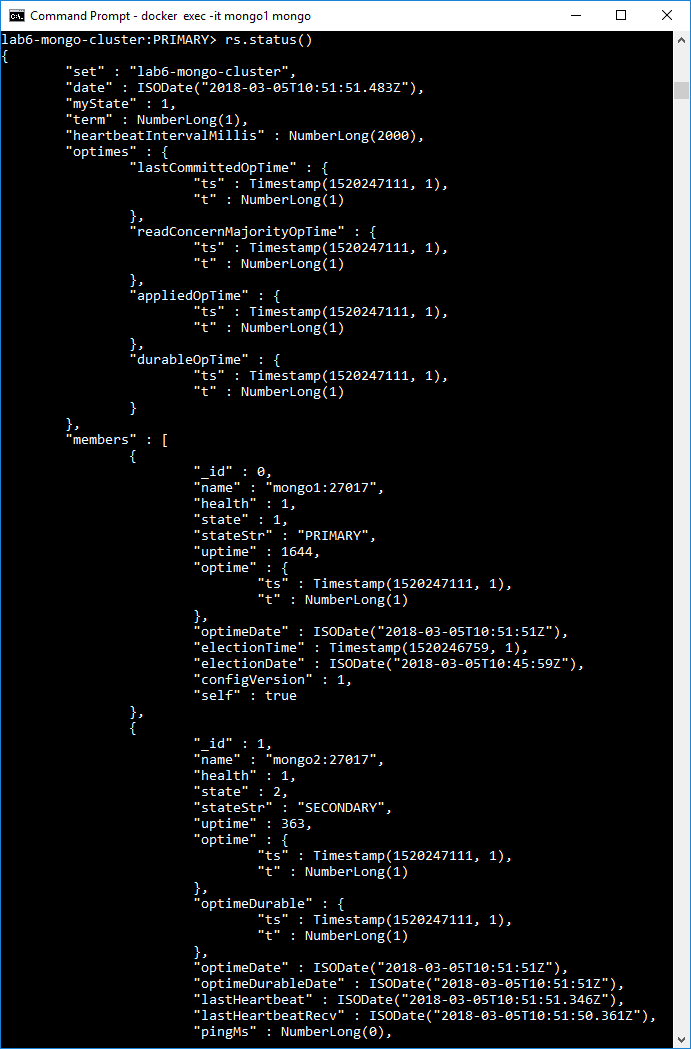 Command Prompt - docker exec -it mongo1 mongo
lab6-mongo-cluster:PRIMARY> rs.status()
{
        "set" : "lab6-mongo-cluster",
        "date" : ISODate("2018-03-05T10:51:51.483Z"),
        "myState" : 1,
        "term" : NumberLong(1),
        "heartbeatIntervalMillis" : NumberLong(2000),
        "optimes" : {
                "lastCommittedOpTime" : {
                        "ts" : Timestamp(1520247111, 1),
                        "t" : NumberLong(1)
                },
                "readConcernMajorityOpTime" : {
                        "ts" : Timestamp(1520247111, 1),
                        "t" : NumberLong(1)
                },
                "appliedOpTime" : {
                        "ts" : Timestamp(1520247111, 1),
                        "t" : NumberLong(1)
                },
                "durableOpTime" : {
                        "ts" : Timestamp(1520247111, 1),
                        "t" : NumberLong(1)
                }
        },
        "members" : [
                {
                        "_id" : 0,
                        "name" : "mongo1:27017",
                        "health" : 1,
                        "state" : 1,
                        "stateStr" : "PRIMARY",
                        "uptime" : 1644,
                        "optime" : {
                                "ts" : Timestamp(1520247111, 1),
                                "t" : NumberLong(1)
                        },
                        "optimeDate" : ISODate("2018-03-05T10:51:51Z"),
                        "electionTime" : Timestamp(1520246759, 1),
                        "electionDate" : ISODate("2018-03-05T10:45:59Z"),
                        "configVersion" : 1,
                        "self" : true
                },
                {
                        "_id" : 1,
                        "name" : "mongo2:27017",
                        "health" : 1,
                        "state" : 2,
                        "stateStr" : "SECONDARY",
                        "uptime" : 363,
                        "optime" : {
                                "ts" : Timestamp(1520247111, 1),
                                "t" : NumberLong(1)
                        },
                        "optimeDurable" : {
                                "ts" : Timestamp(1520247111, 1),
                                "t" : NumberLong(1)
                        },
                        "optimeDate" : ISODate("2018-03-05T10:51:51Z"),
                        "optimeDurableDate" : ISODate("2018-03-05T10:51:51Z"),
                        "lastHeartbeat" : ISODate("2018-03-05T10:51:51.346Z"),
                        "lastHeartbeatRecv" : ISODate("2018-03-05T10:51:50.361Z"),
                        "pingMs" : NumberLong(0),